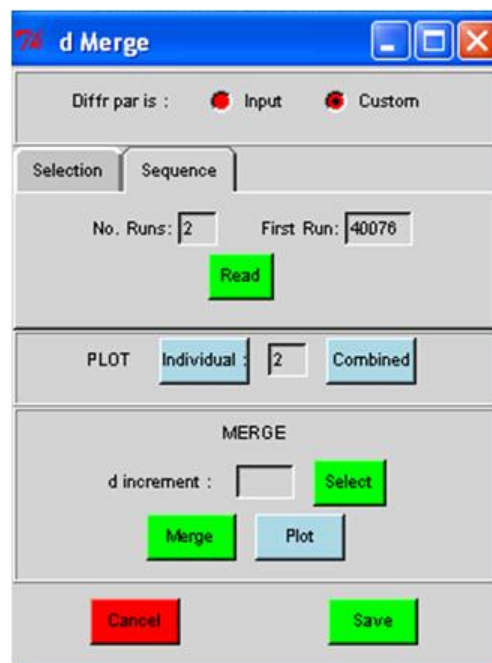 d Merge
Diffr par is : Input Custom
Selection Sequence
No. Runs: 2 First Run: 40076
Read
PLOT Individual : 2 Combined
MERGE
d increment : Select
Merge Plot
Cancel Save